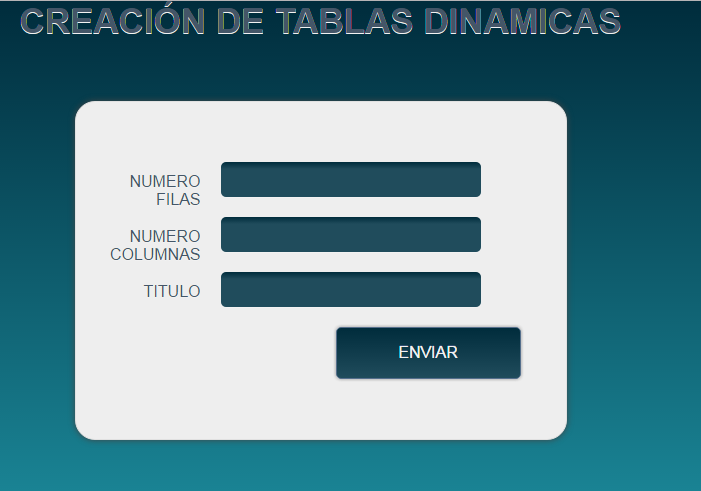 CREACIÓN DE TABLAS DINAMICAS
NUMERO
FILAS
NUMERO
COLUMNAS
TITULO
ENVIAR